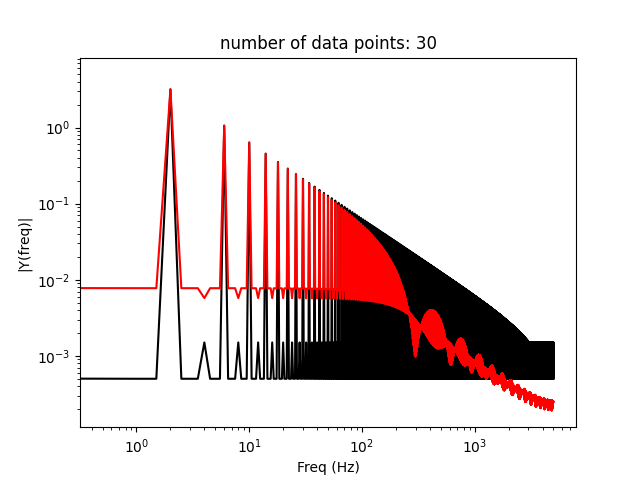 number of data points: 30
|Y(freq)|
10⁰
10⁻¹
10⁻²
10⁻³
10⁰
10¹
10²
10³
Freq (Hz)